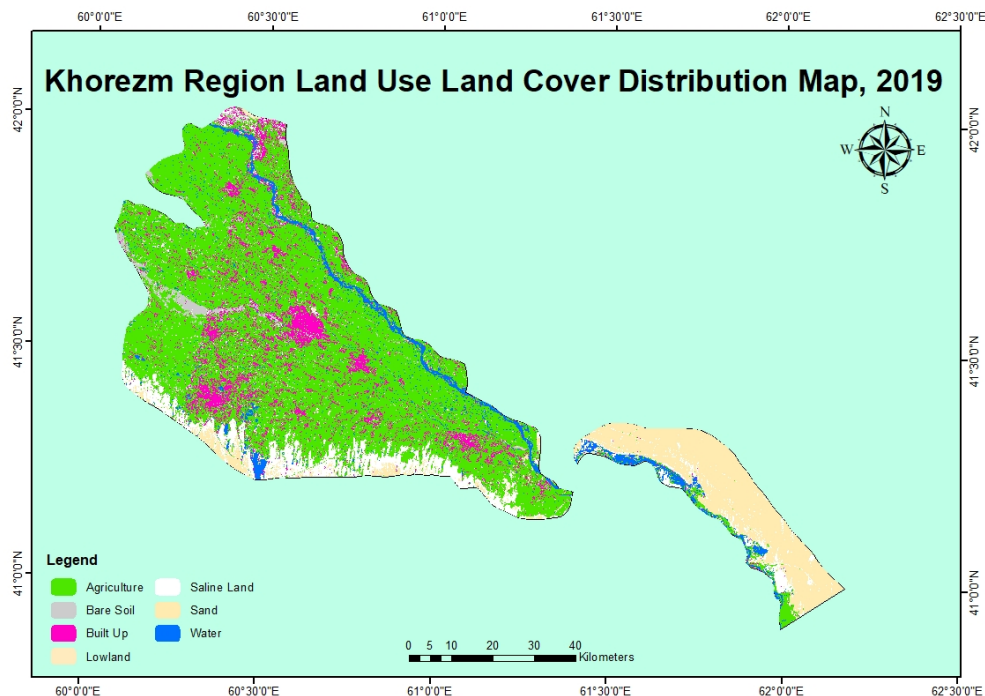 60°0'0"E 60°30'0"E 61°0'0"E 61°30'0"E 62°0'0"E 62°30'0"E
Khorezm Region Land Use Land Cover Distribution Map, 2019
42°0'0"N
42°0'0"N
N
W E
S
41°30'0"N
41°30'0"N
41°0'0"N
41°0'0"N
Legend
Agriculture Saline Land
Bare Soil Sand
Built Up Water
Lowland
0 5 10 20 30 40
Kilometers
60°0'0"E 60°30'0"E 61°0'0"E 61°30'0"E 62°0'0"E 62°30'0"E